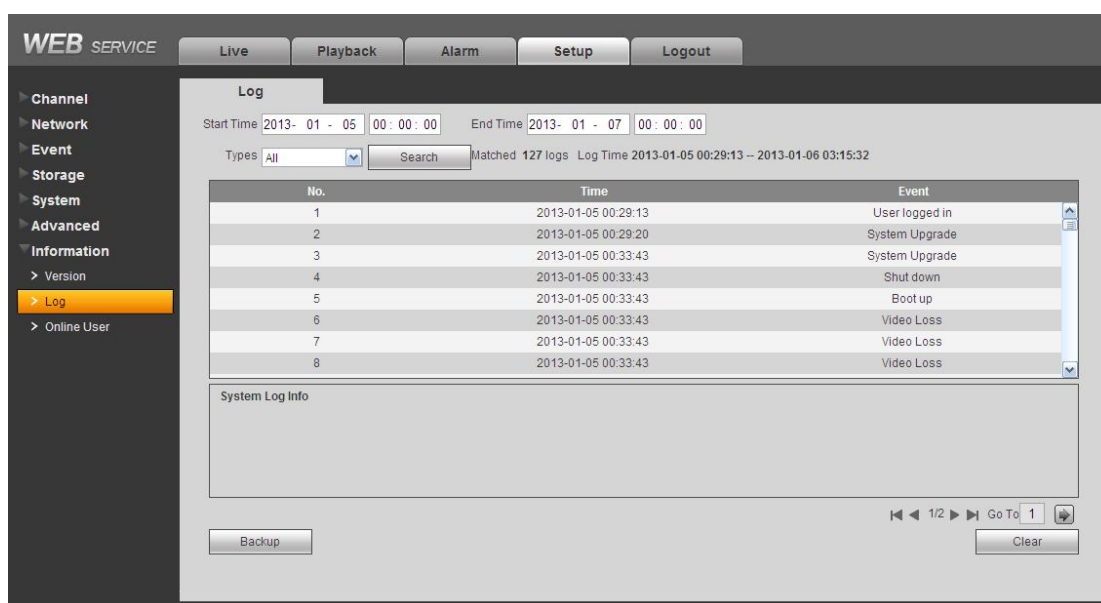 WEB SERVICE
Live Playback Alarm Setup Logout
Channel
Network
Event
Storage
System
Advanced
Information
> Version
> Log
> Online User
Log
Start Time 2013- 01 - 05 00 : 00 : 00 End Time 2013- 01 - 07 00 : 00 : 00
Types All Search Matched 127 logs Log Time 2013-01-05 00:29:13 -- 2013-01-06 03:15:32
No. Time Event
1 2013-01-05 00:29:13 User logged in
2 2013-01-05 00:29:20 System Upgrade
3 2013-01-05 00:33:43 System Upgrade
4 2013-01-05 00:33:43 Shut down
5 2013-01-05 00:33:43 Boot up
6 2013-01-05 00:33:43 Video Loss
7 2013-01-05 00:33:43 Video Loss
8 2013-01-05 00:33:43 Video Loss
System Log Info
1/2 Go To 1
Backup Clear